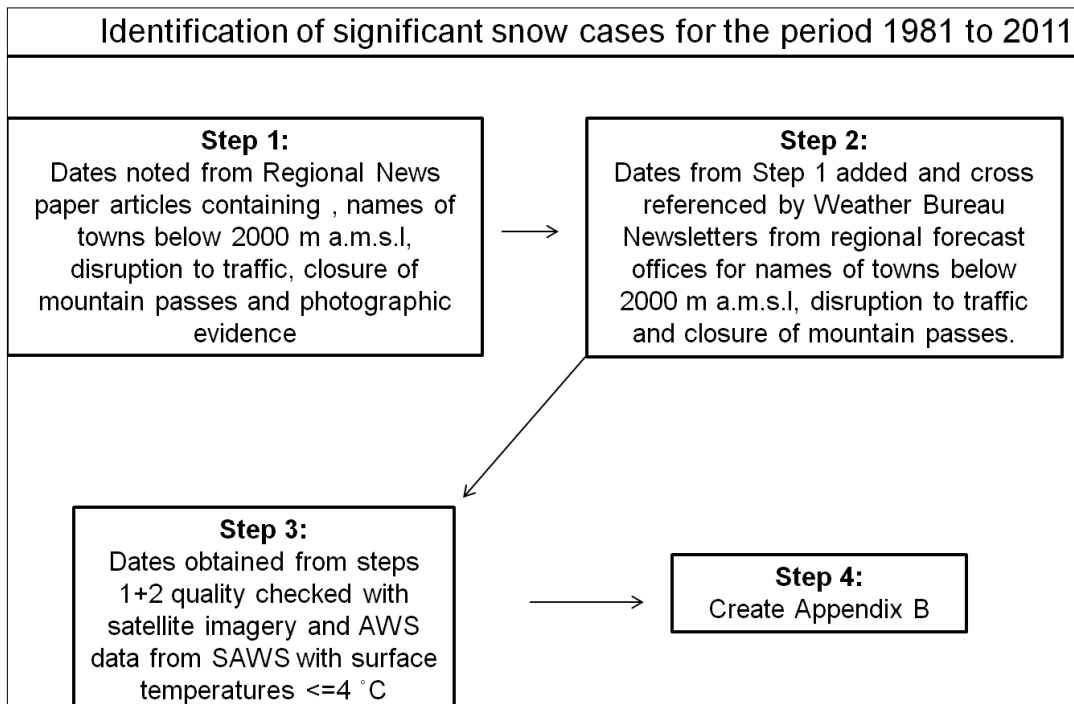 Identification of significant snow cases for the period 1981 to 2011
Step 1:
Dates noted from Regional News
paper articles containing , names of
towns below 2000 m a.m.s.l,
disruption to traffic, closure of
mountain passes and photographic
evidence
Step 2:
Dates from Step 1 added and cross
referenced by Weather Bureau
Newsletters from regional forecast
offices for names of towns below
2000 m a.m.s.l, disruption to traffic
and closure of mountain passes.
Step 3:
Dates obtained from steps
1+2 quality checked with
satellite imagery and AWS
data from SAWS with surface
temperatures <=4 °C
Step 4:
Create Appendix B